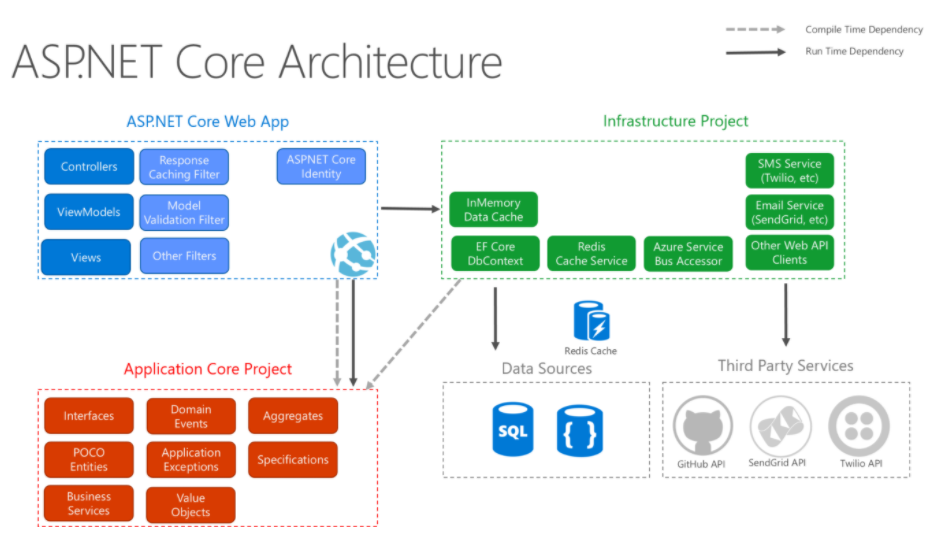 Compile Time Dependency
Run Time Dependency
ASP.NET Core Architecture
ASP.NET Core Web App
Controllers
Response
Caching Filter
ASP.NET Core
Identity
ViewModels
Model
Validation Filter
Views
Other Filters
Infrastructure Project
SMS Service
(Twilio, etc)
InMemory
Data Cache
Email Service
(SendGrid, etc)
EF Core
DbContext
Redis
Cache Service
Azure Service
Bus Accessor
Other Web API
Clients
Redis Cache
Application Core Project
Interfaces
Domain
Events
Aggregates
POCO
Entities
Application
Exceptions
Specifications
Business
Services
Value
Objects
Data Sources
SQL
{ }
Third Party Services
GitHub API
SendGrid API
Twilio API